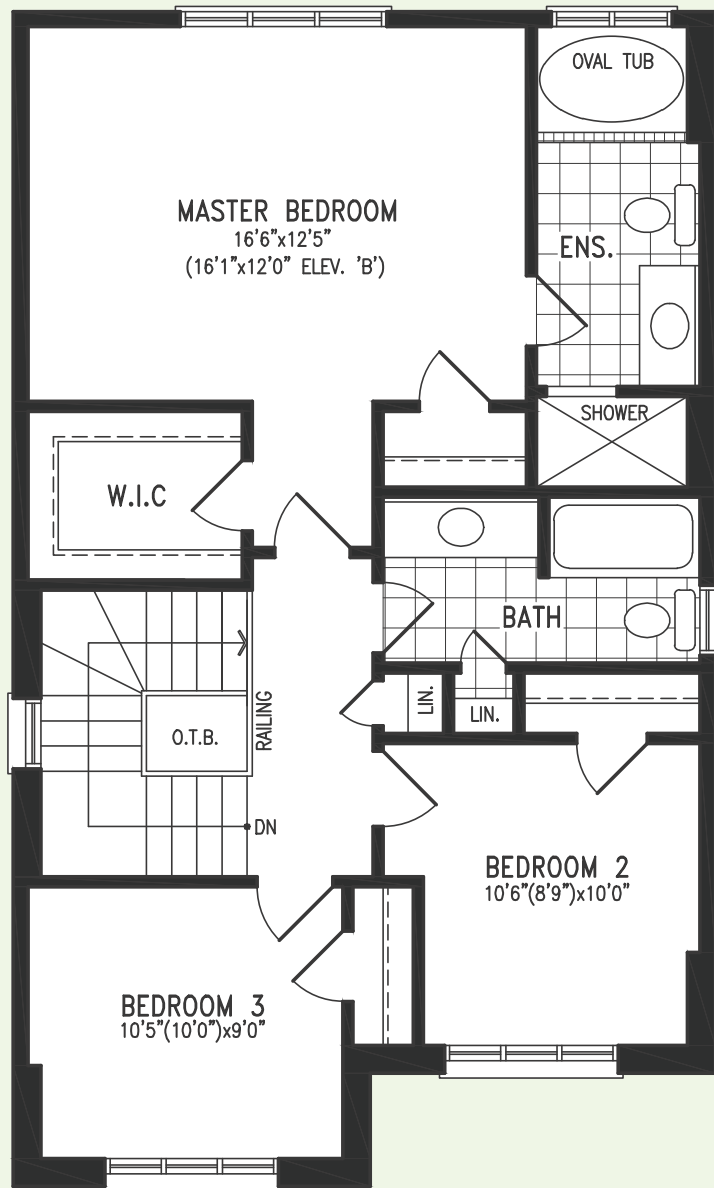 OVAL TUB
MASTER BEDROOM
16'6"x12'5"
(16'1"x12'0" ELEV. 'B')
ENS.
SHOWER
W.I.C
BATH
LIN.
LIN.
RAILING
O.T.B.
DN
BEDROOM 2
10'6"(8'9")x10'0"
BEDROOM 3
10'5"(10'0")x9'0"